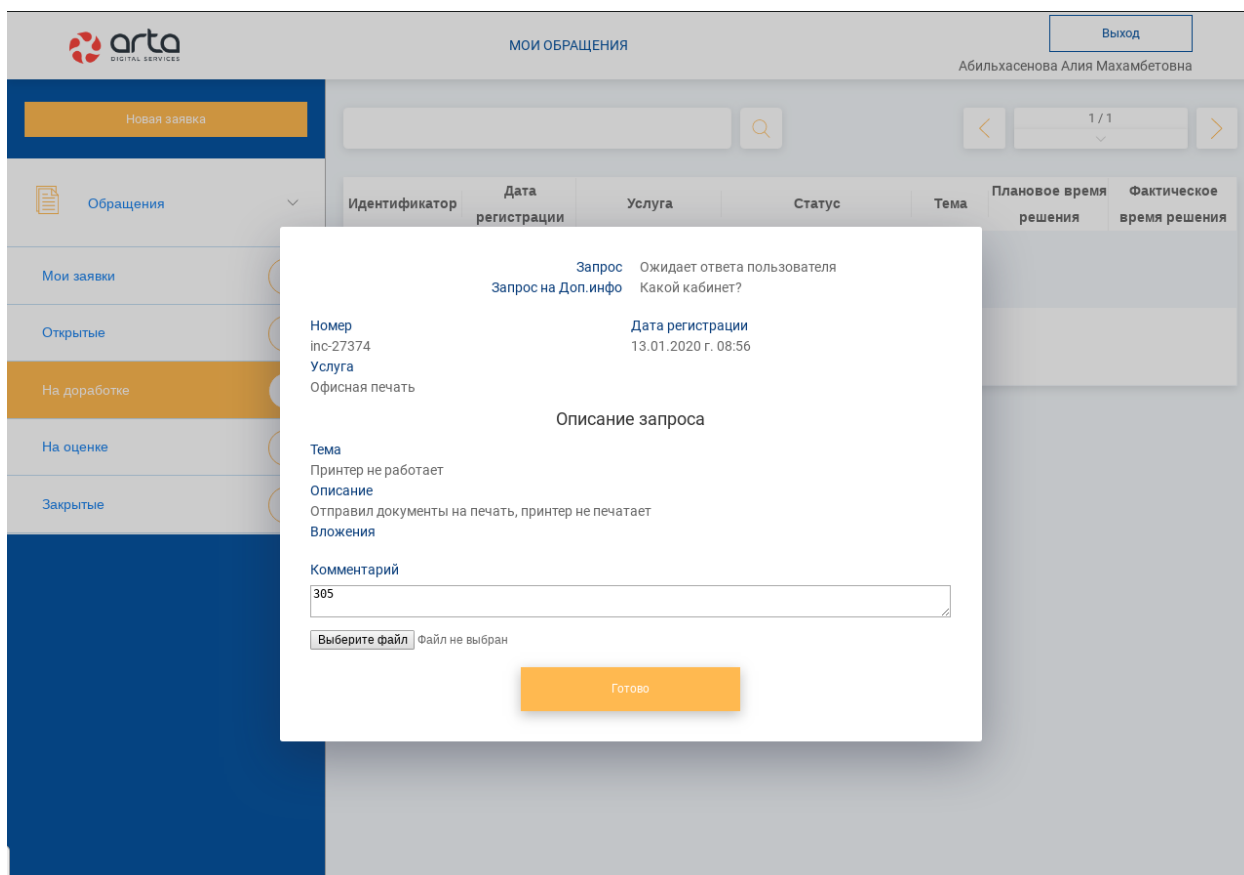 arta
DIGITAL SERVICES
МОИ ОБРАЩЕНИЯ
Выход
Абильхасенова Алия Махамбетовна
Новая заявка
1 / 1
Обращения
Идентификатор
Дата регистрации
Услуга
Статус
Тема
Плановое время решения
Фактическое время решения
Мои заявки
Открытые
На доработке
На оценке
Закрытые
Запрос Ожидает ответа пользователя
Запрос на Доп.инфо Какой кабинет?
Номер
inc-27374
Дата регистрации
13.01.2020 г. 08:56
Услуга
Офисная печать
Описание запроса
Тема
Принтер не работает
Описание
Отправил документы на печать, принтер не печатает
Вложения
Комментарий
305
Выберите файл Файл не выбран
Готово